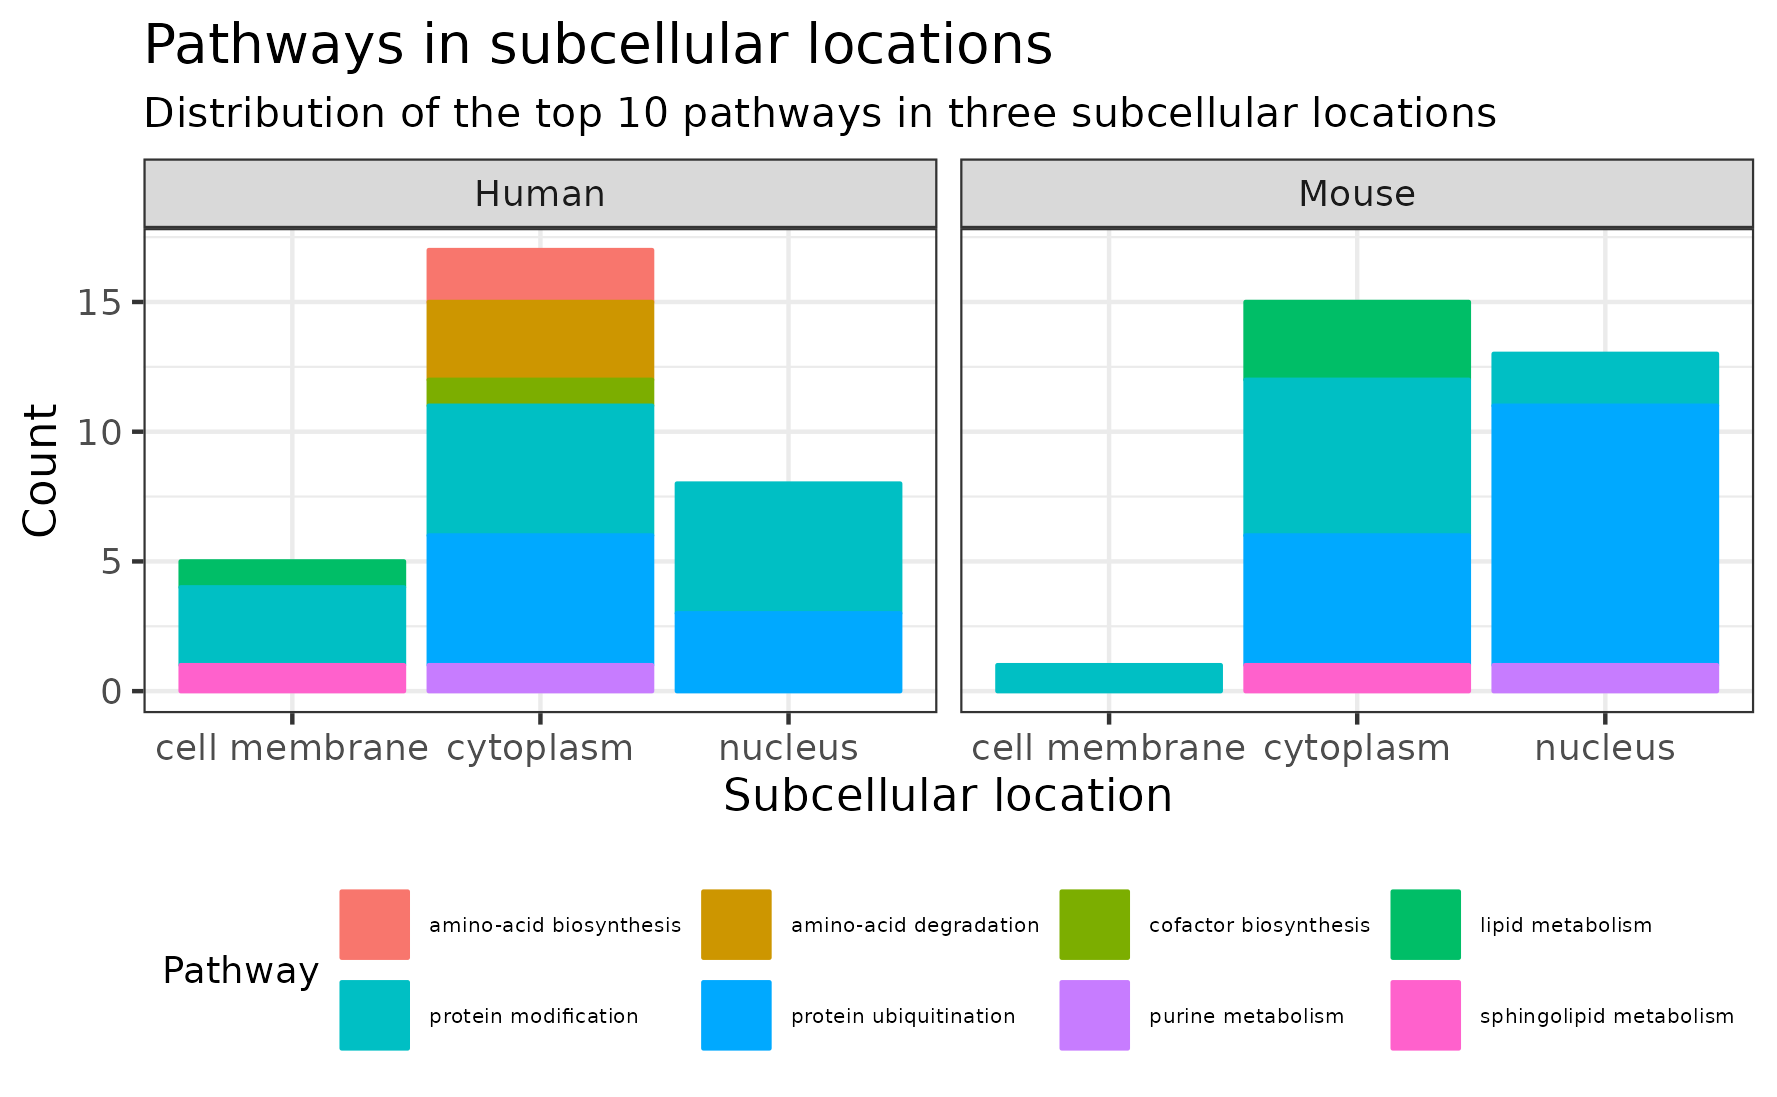 Pathways in subcellular locations
Distribution of the top 10 pathways in three subcellular locations
Human Mouse
15
10
5
0
Count
cell membrane cytoplasm nucleus cell membrane cytoplasm nucleus
Subcellular location
Pathway
amino-acid biosynthesis amino-acid degradation cofactor biosynthesis lipid metabolism
protein modification protein ubiquitination purine metabolism sphingolipid metabolism